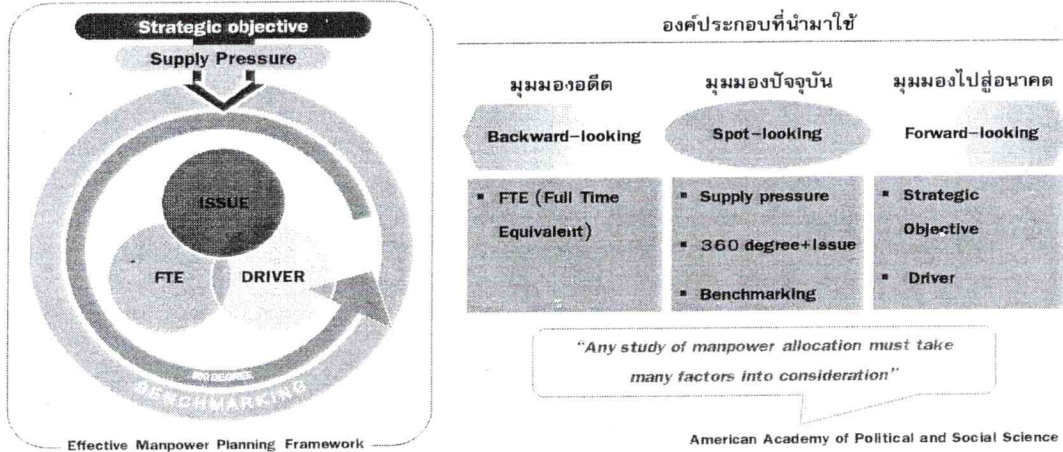 Strategic objective
Supply Pressure
ISSUE
FTE
DRIVER
360 DEGREE
BENCHMARKING
Effective Manpower Planning Framework
องค์ประกอบที่นำมาใช้
มุมมองอดีต
Backward-looking
▪ FTE (Full Time
Equivalent)
มุมมองปัจจุบัน
Spot-looking
▪ Supply pressure
▪ 360 degree+Issue
▪ Benchmarking
มุมมองไปสู่อนาคต
Forward-looking
▪ Strategic
Objective
▪ Driver
“Any study of manpower allocation must take
many factors into consideration”
American Academy of Political and Social Science